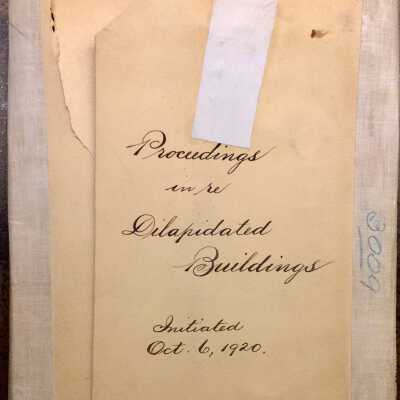 Proceedings
in re
Dilapidated
Buildings
Initiated
Oct. 6, 1920.